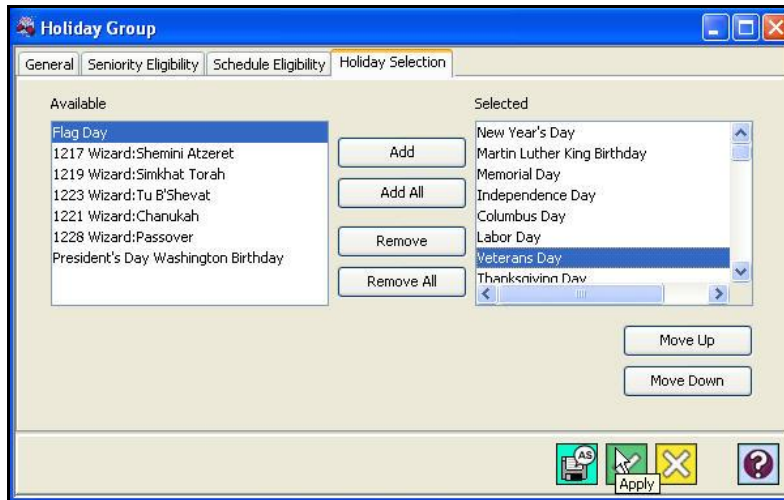 Holiday Group
General Seniority Eligibility Schedule Eligibility Holiday Selection
Available
Flag Day
1217 Wizard:Shemini Atzeret
1219 Wizard:Simkhat Torah
1223 Wizard:Tu B'Shevat
1221 Wizard:Chanukah
1228 Wizard:Passover
President's Day Washington Birthday
Add
Add All
Remove
Remove All
Selected
New Year's Day
Martin Luther King Birthday
Memorial Day
Independence Day
Columbus Day
Labor Day
Veterans Day
Thanksgiving Day
Move Up
Move Down
AS
Apply
?